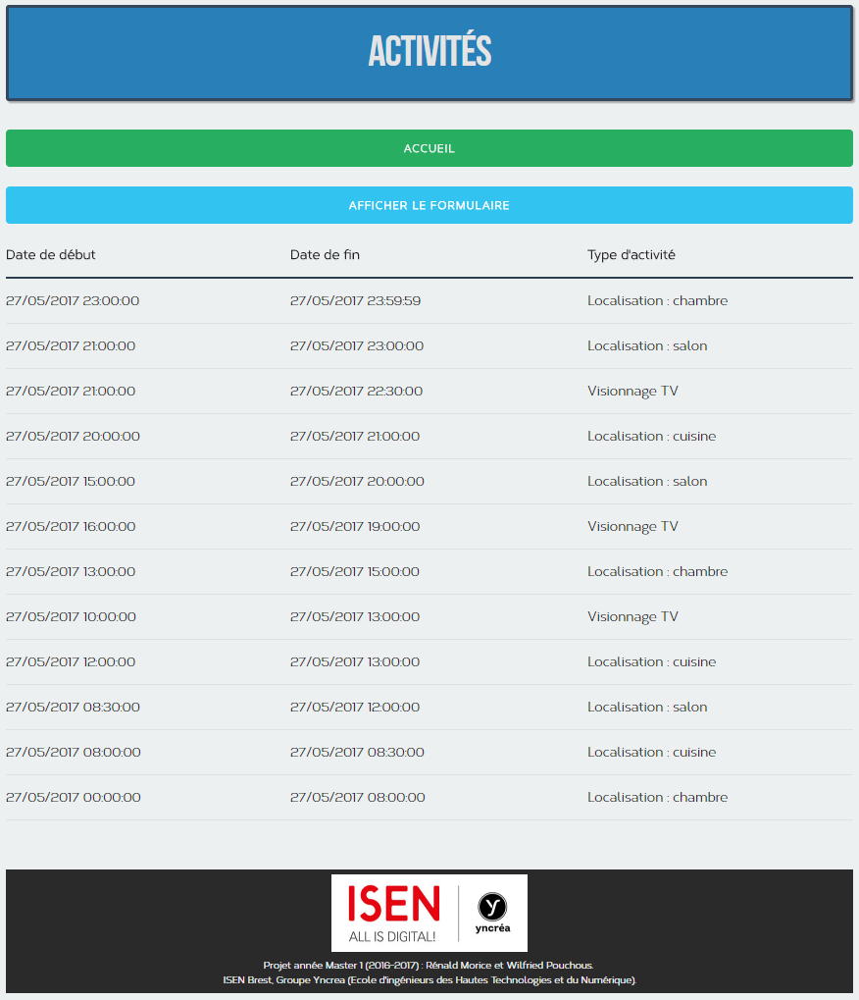 ACTIVITÉS
ACCUEIL
AFFICHER LE FORMULAIRE
Date de début Date de fin Type d'activité
27/05/2017 23:00:00 27/05/2017 23:59:59 Localisation : chambre
27/05/2017 21:00:00 27/05/2017 23:00:00 Localisation : salon
27/05/2017 21:00:00 27/05/2017 22:30:00 Visionnage TV
27/05/2017 20:00:00 27/05/2017 21:00:00 Localisation : cuisine
27/05/2017 15:00:00 27/05/2017 20:00:00 Localisation : salon
27/05/2017 16:00:00 27/05/2017 19:00:00 Visionnage TV
27/05/2017 13:00:00 27/05/2017 15:00:00 Localisation : chambre
27/05/2017 10:00:00 27/05/2017 13:00:00 Visionnage TV
27/05/2017 12:00:00 27/05/2017 13:00:00 Localisation : cuisine
27/05/2017 08:30:00 27/05/2017 12:00:00 Localisation : salon
27/05/2017 08:00:00 27/05/2017 08:30:00 Localisation : cuisine
27/05/2017 00:00:00 27/05/2017 08:00:00 Localisation : chambre
ISEN
ALL IS DIGITAL!
yncréa
Projet année Master 1 (2016-2017) : Rénald Morice et Wilfried Pouchous.
ISEN Brest, Groupe Yncrea (Ecole d'ingénieurs des Hautes Technologies et du Numérique).